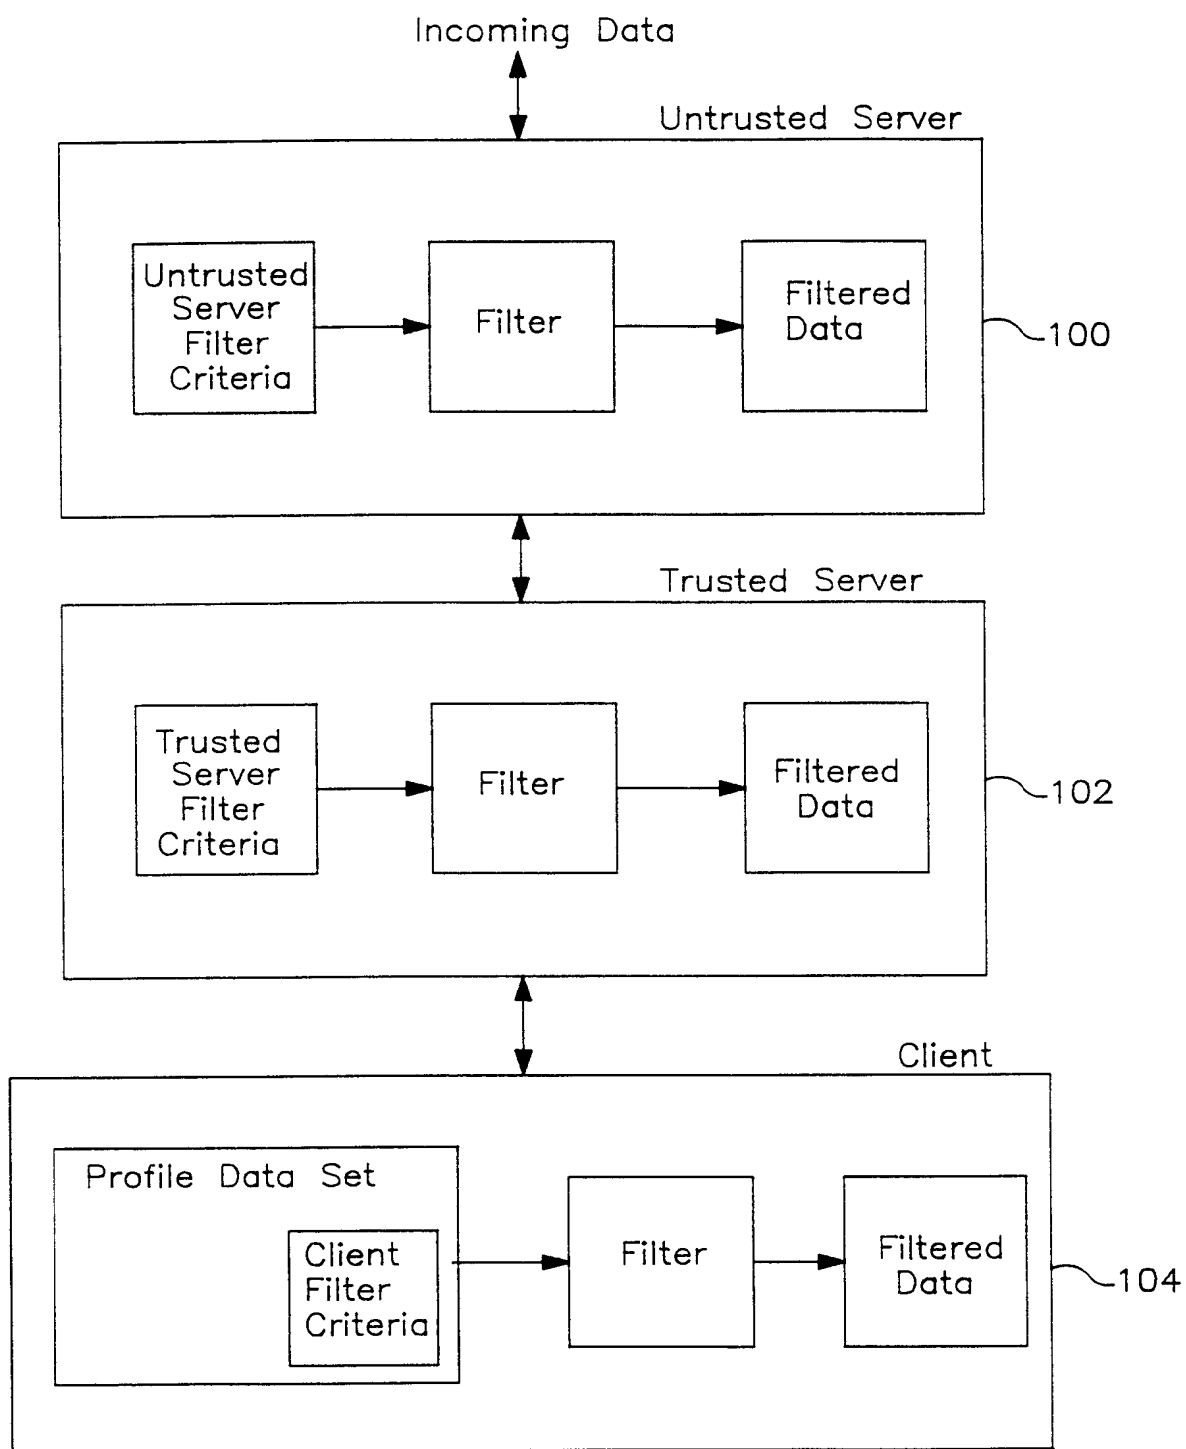 Incoming Data
Untrusted Server
Untrusted
Server
Filter
Criteria
Filter
Filtered
Data
100
Trusted Server
Trusted
Server
Filter
Criteria
Filter
Filtered
Data
102
Client
Profile Data Set
Client
Filter
Criteria
Filter
Filtered
Data
104